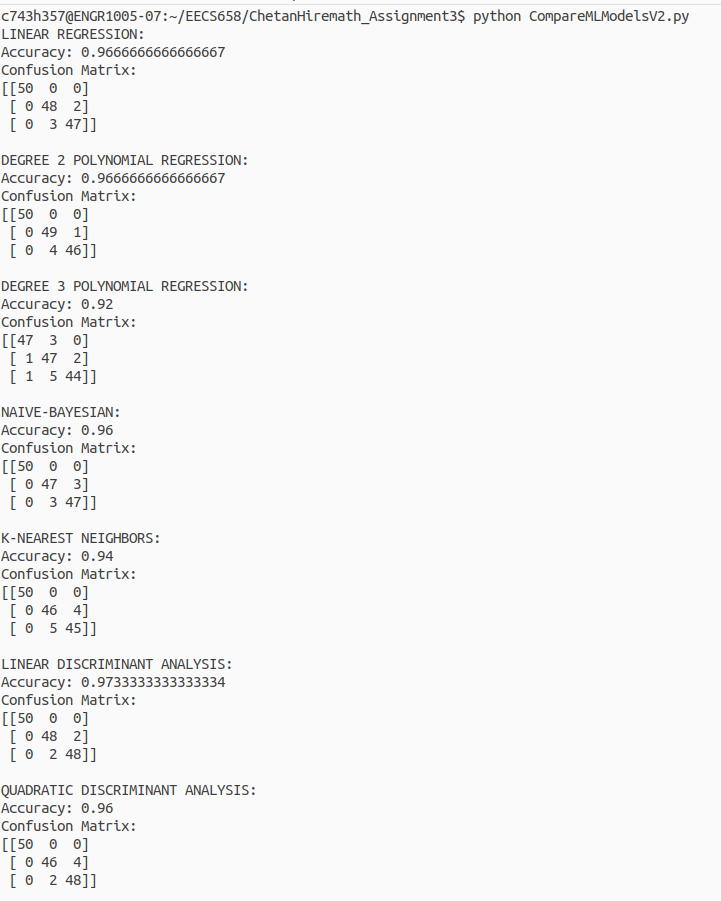 c743h357@ENGR1005-07:~/EECS658/ChetanHiremath_Assignment3$ python CompareMLModelsV2.py
LINEAR REGRESSION:
Accuracy: 0.9666666666666667
Confusion Matrix:
[[50  0  0]
 [ 0 48  2]
 [ 0  3 47]]

DEGREE 2 POLYNOMIAL REGRESSION:
Accuracy: 0.9666666666666667
Confusion Matrix:
[[50  0  0]
 [ 0 49  1]
 [ 0  4 46]]

DEGREE 3 POLYNOMIAL REGRESSION:
Accuracy: 0.92
Confusion Matrix:
[[47  3  0]
 [ 1 47  2]
 [ 1  5 44]]

NAIVE-BAYESIAN:
Accuracy: 0.96
Confusion Matrix:
[[50  0  0]
 [ 0 47  3]
 [ 0  3 47]]

K-NEAREST NEIGHBORS:
Accuracy: 0.94
Confusion Matrix:
[[50  0  0]
 [ 0 46  4]
 [ 0  5 45]]

LINEAR DISCRIMINANT ANALYSIS:
Accuracy: 0.9733333333333334
Confusion Matrix:
[[50  0  0]
 [ 0 48  2]
 [ 0  2 48]]

QUADRATIC DISCRIMINANT ANALYSIS:
Accuracy: 0.96
Confusion Matrix:
[[50  0  0]
 [ 0 46  4]
 [ 0  2 48]]